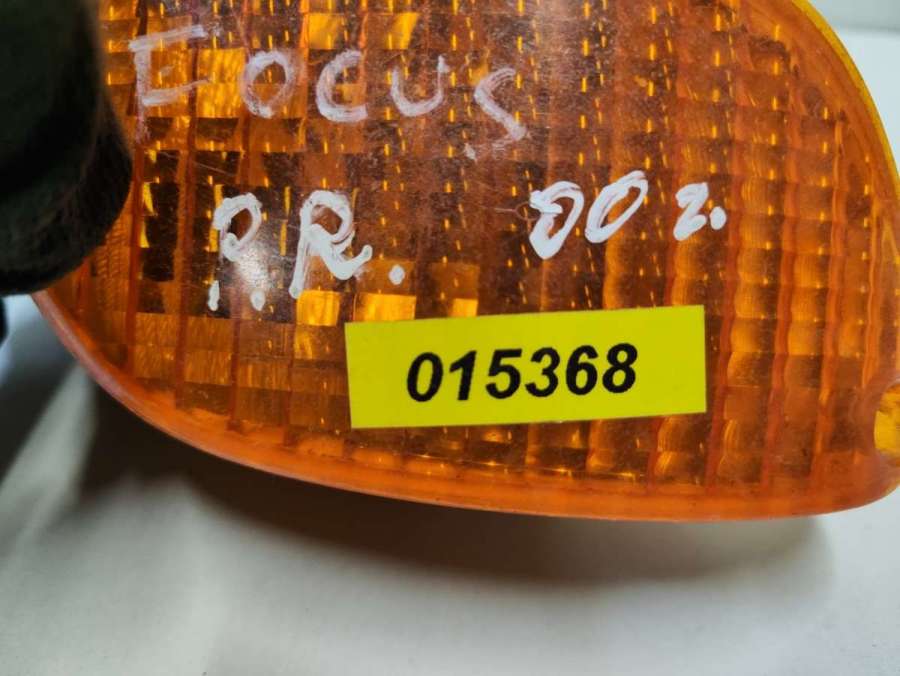 FOCUS
P.R. 00 г.
015368